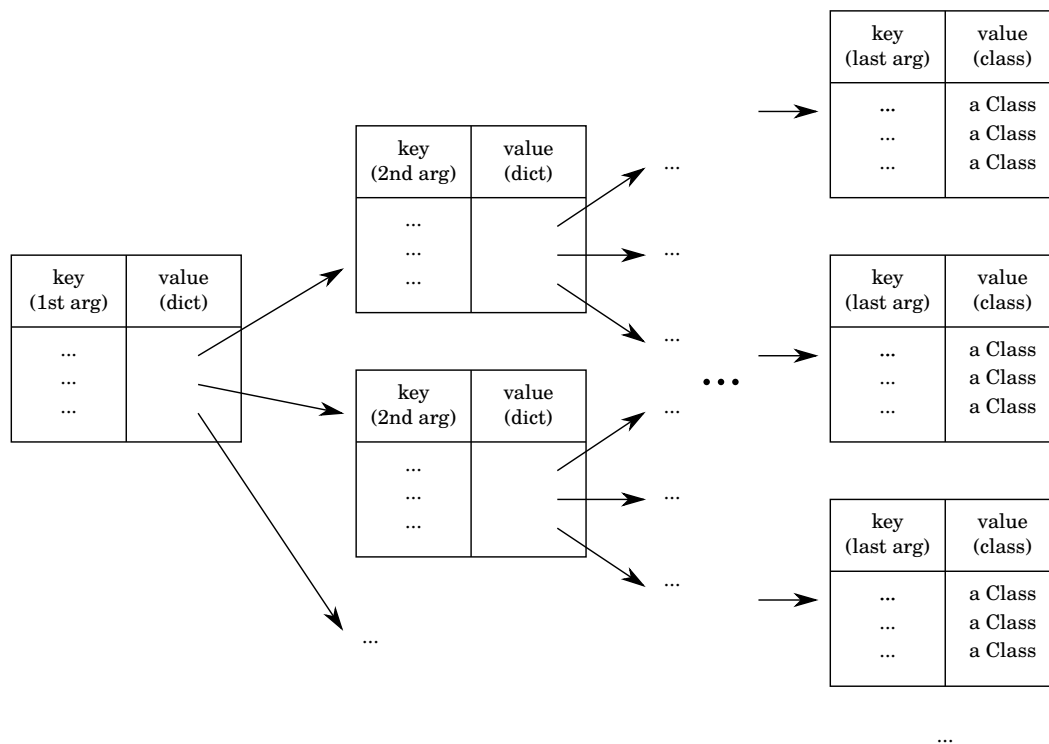 key
(1st arg)
value
(dict)
...
...
...
key
(2nd arg)
value
(dict)
...
...
...
key
(2nd arg)
value
(dict)
...
...
...
...
...
...
...
...
...
...
...
key
(last arg)
value
(class)
... a Class
... a Class
... a Class
key
(last arg)
value
(class)
... a Class
... a Class
... a Class
key
(last arg)
value
(class)
... a Class
... a Class
... a Class
...